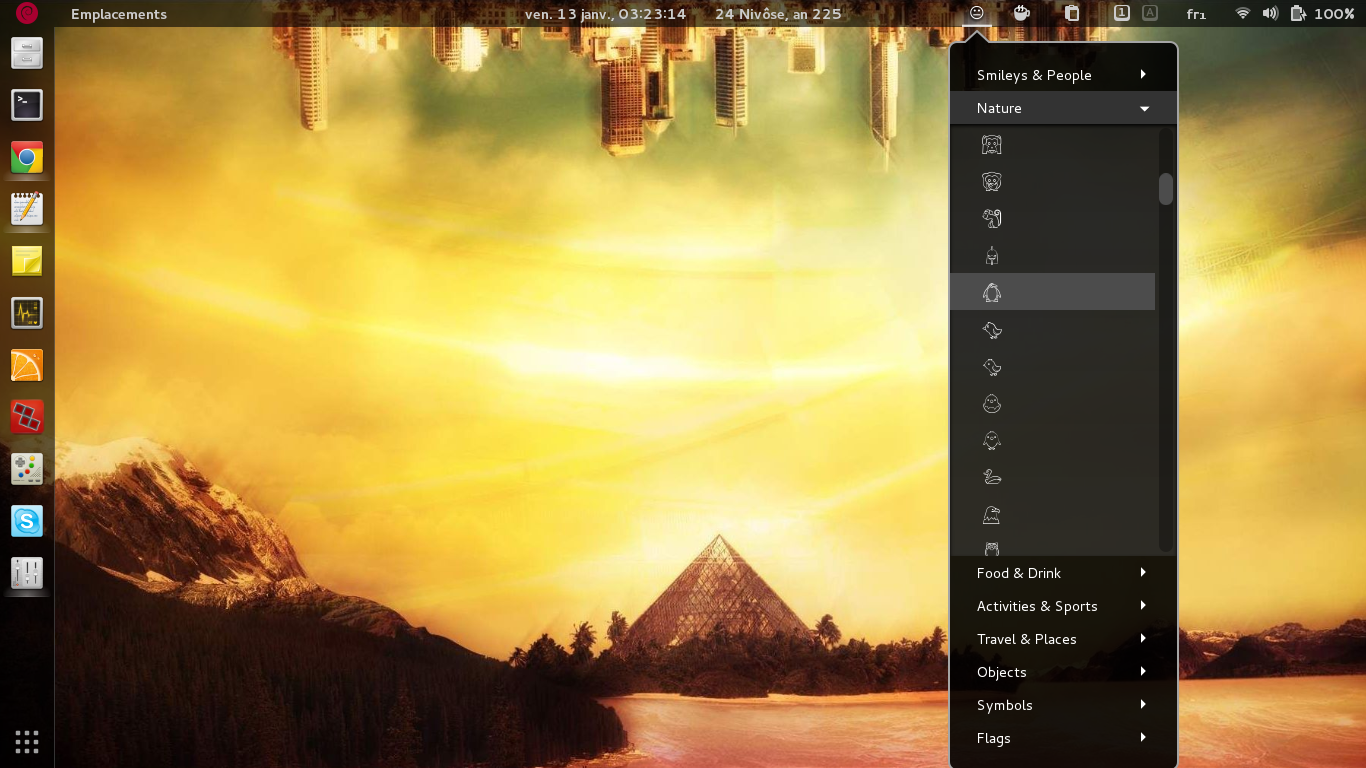 Emplacements
ven. 13 janv., 03:23:14
24 Nivôse, an 225
1
A
fr₁
100%
Smileys & People
Nature
Food & Drink
Activities & Sports
Travel & Places
Objects
Symbols
Flags